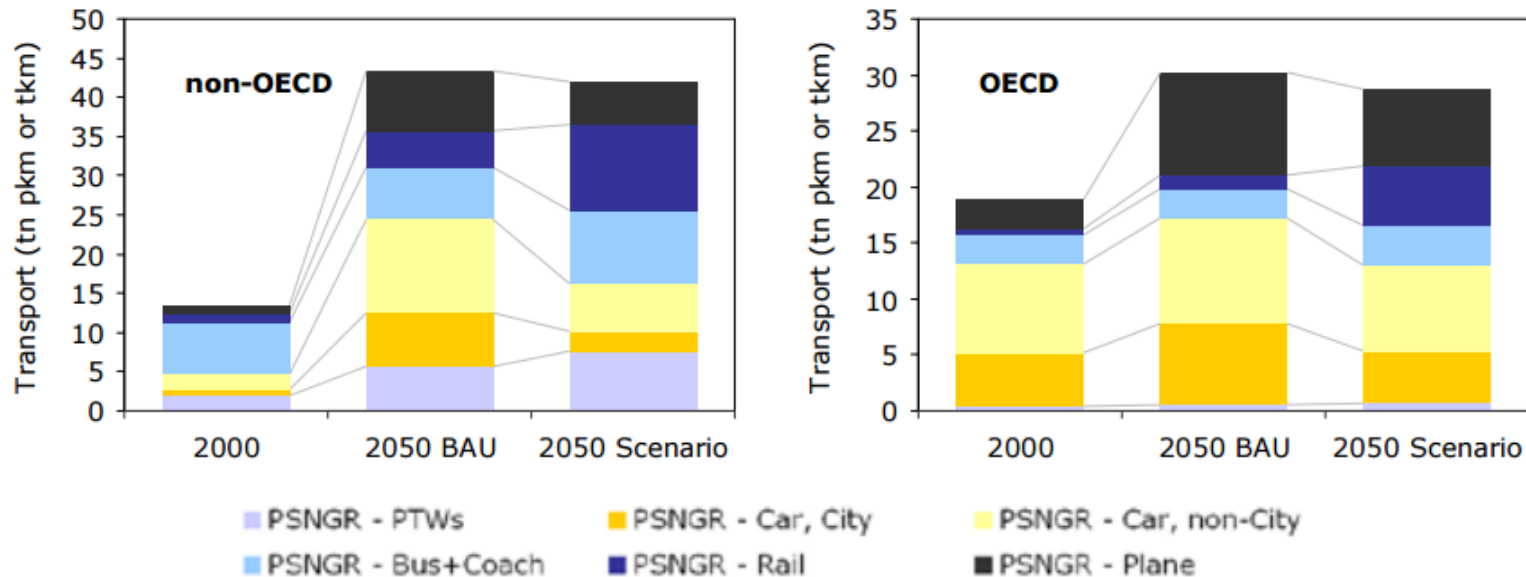 Transport (tn pkm or tkm)
50
45
40
35
30
25
20
15
10
5
0
non-OECD
2000
2050 BAU
2050 Scenario
Transport (tn pkm or tkm)
35
30
25
20
15
10
5
0
OECD
2000
2050 BAU
2050 Scenario
PSNGR - PTWs
PSNGR - Car, City
PSNGR - Car, non-City
PSNGR - Bus+Coach
PSNGR - Rail
PSNGR - Plane